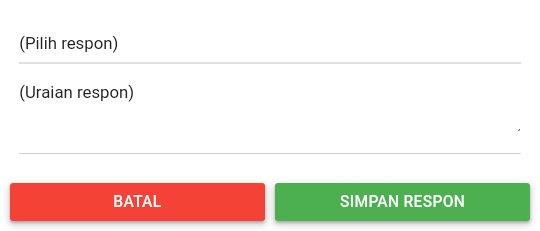 (Pilih respon)
(Uraian respon)
BATAL
SIMPAN RESPON